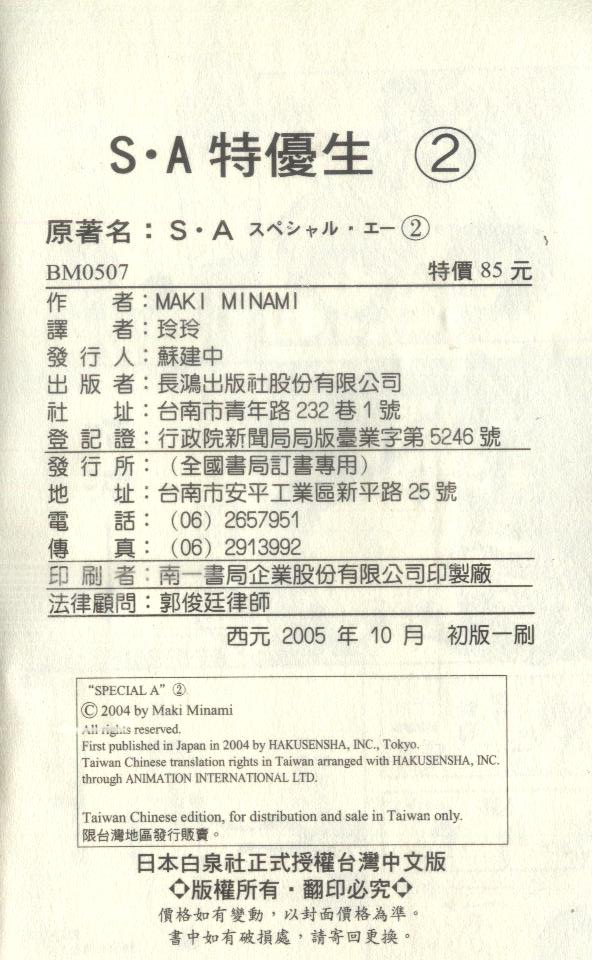 S·A 特優生 ②
原著名：S·A スペシャル・エー②
BM0507 特價 85 元
作者：MAKI MINAMI
譯者：玲玲
發行人：蘇建中
出版者：長鴻出版社股份有限公司
社址：台南市青年路 232 巷 1 號
登記證：行政院新聞局局版臺業字第 5246 號
發行所：（全國書局訂書專用）
地址：台南市安平工業區新平路 25 號
電話：（06）2657951
傳真：（06）2913992
印刷者：南一書局企業股份有限公司印製廠
法律顧問：郭俊廷律師
西元 2005 年 10 月 初版一刷
“SPECIAL A” ②
© 2004 by Maki Minami
All rights reserved.
First published in Japan in 2004 by HAKUSENSHA, INC., Tokyo.
Taiwan Chinese translation rights in Taiwan arranged with HAKUSENSHA, INC.
through ANIMATION INTERNATIONAL LTD.
Taiwan Chinese edition, for distribution and sale in Taiwan only.
限台灣地區發行販賣。
日本白泉社正式授權台灣中文版
◇版權所有・翻印必究◇
價格如有變動，以封面價格為準。
書中如有破損處，請寄回更換。